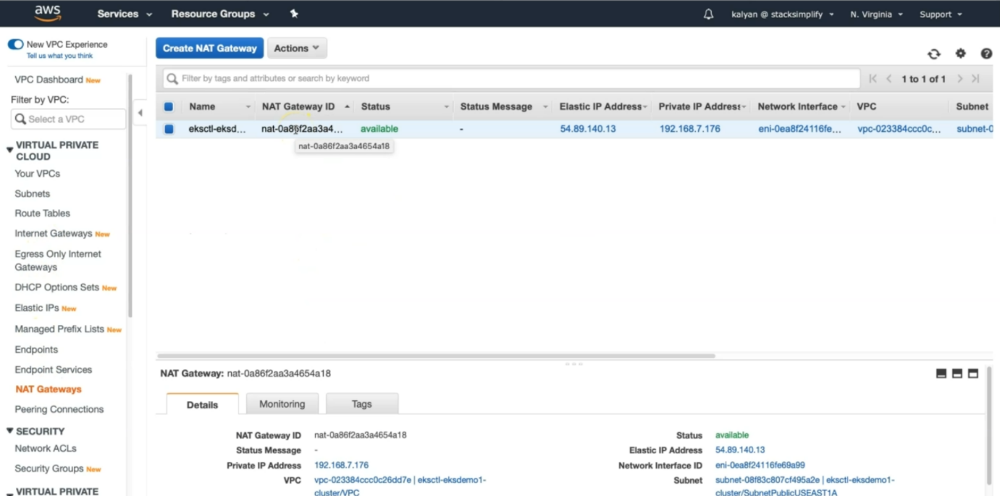 aws Services Resource Groups kalyan @ stacksimplify N. Virginia Support
New VPC Experience
Tell us what you think
VPC Dashboard New
Filter by VPC:
Select a VPC
VIRTUAL PRIVATE
CLOUD
Your VPCs
Subnets
Route Tables
Internet Gateways New
Egress Only Internet
Gateways
DHCP Options Sets New
Elastic IPs New
Managed Prefix Lists New
Endpoints
Endpoint Services
NAT Gateways
Peering Connections
SECURITY
Network ACLs
Security Groups New
VIRTUAL PRIVATE
Create NAT Gateway Actions
Filter by tags and attributes or search by keyword
1 to 1 of 1
Name NAT Gateway ID Status Status Message Elastic IP Address Private IP Address Network Interface VPC Subnet
eksctl-eksd... nat-0a86f2aa3a4... available - 54.89.140.13 192.168.7.176 eni-0ea8f24116fe... vpc-023384ccc0c... subnet-0
nat-0a86f2aa3a4654a18
NAT Gateway: nat-0a86f2aa3a4654a18
Details Monitoring Tags
NAT Gateway ID nat-0a86f2aa3a4654a18 Status available
Status Message - Elastic IP Address 54.89.140.13
Private IP Address 192.168.7.176 Network Interface ID eni-0ea8f24116fe69a99
VPC vpc-023384ccc0c26dd7e | eksctl-eksdemo1- Subnet subnet-08f83c807cf495a2e | eksctl-eksdemo1-
cluster/VPC cluster/SubnetPublicUSEAST1A